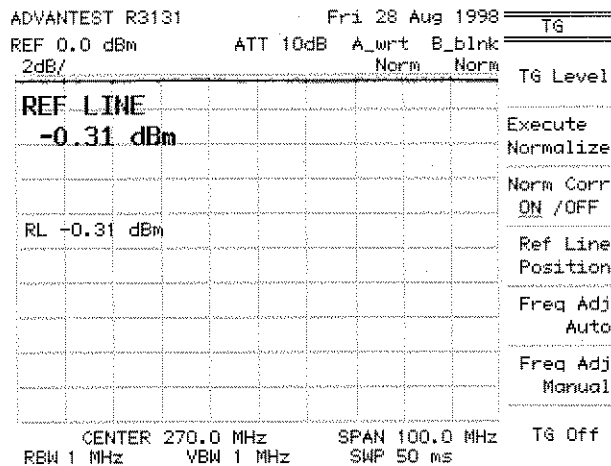 ADVANTEST R3131 Fri 28 Aug 1998
REF 0.0 dBm ATT 10dB A_wrt B_blnk
2dB/ Norm Norm
REF LINE
-0.31 dBm
RL -0.31 dBm
CENTER 270.0 MHz SPAN 100.0 MHz
RBW 1 MHz VBW 1 MHz SWP 50 ms
TG
TG Level
Execute
Normalize
Norm Corr
ON /OFF
Ref Line
Position
Freq Adj
Auto
Freq Adj
Manual
TG Off